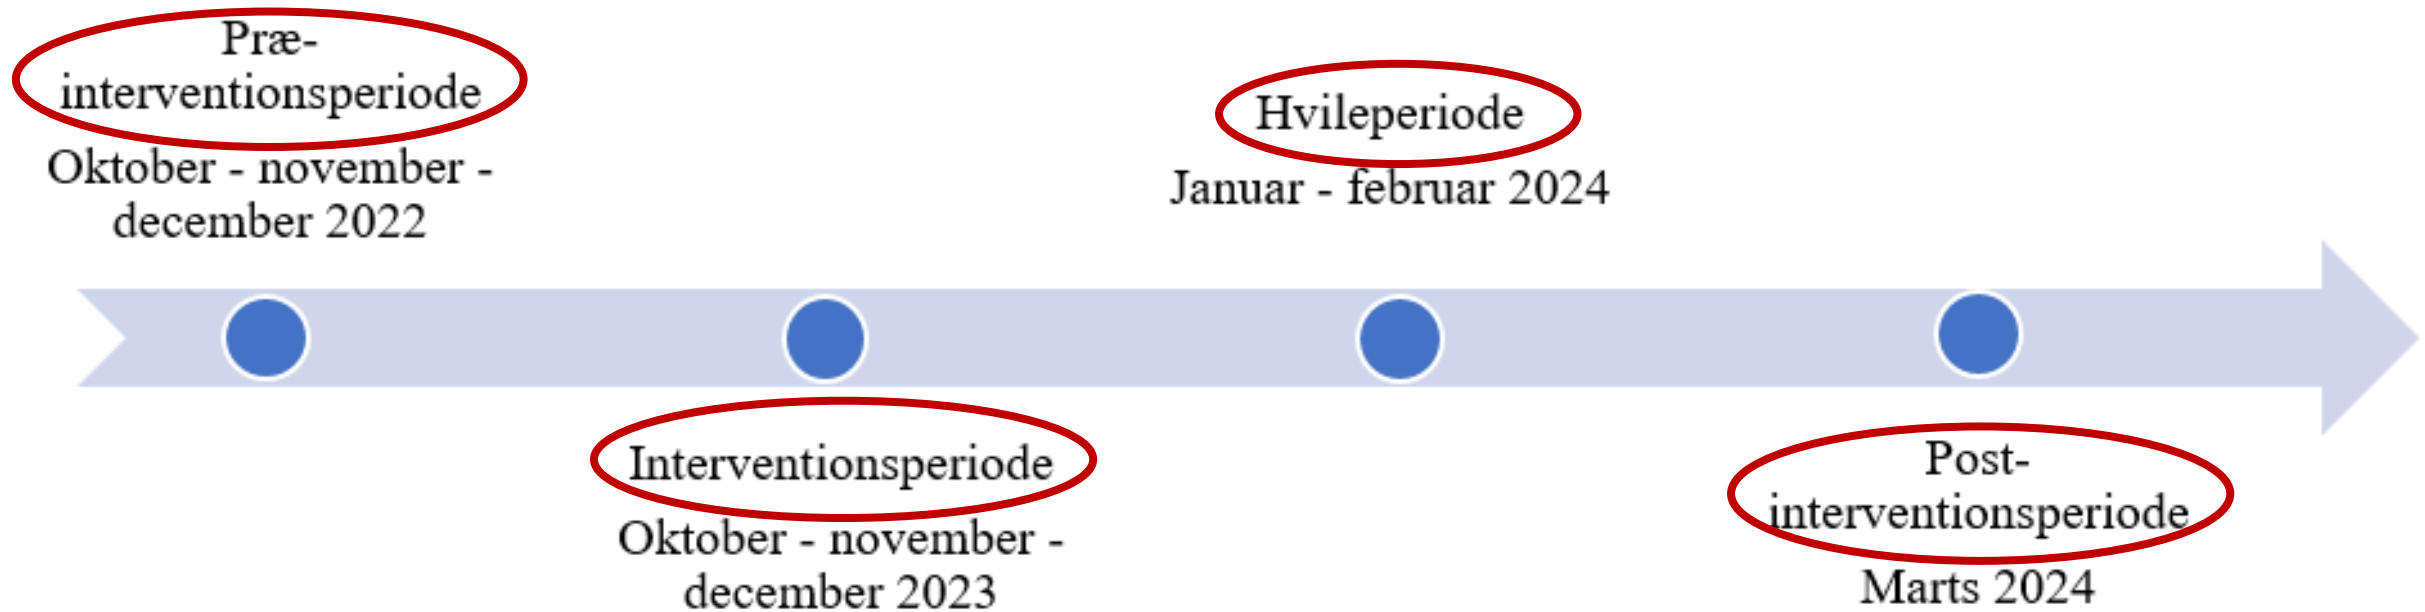 Præ-
interventionsperiode
Oktober - november -
december 2022
Interventionsperiode
Oktober - november -
december 2023
Hvileperiode
Januar - februar 2024
Post-
interventionsperiode
Marts 2024